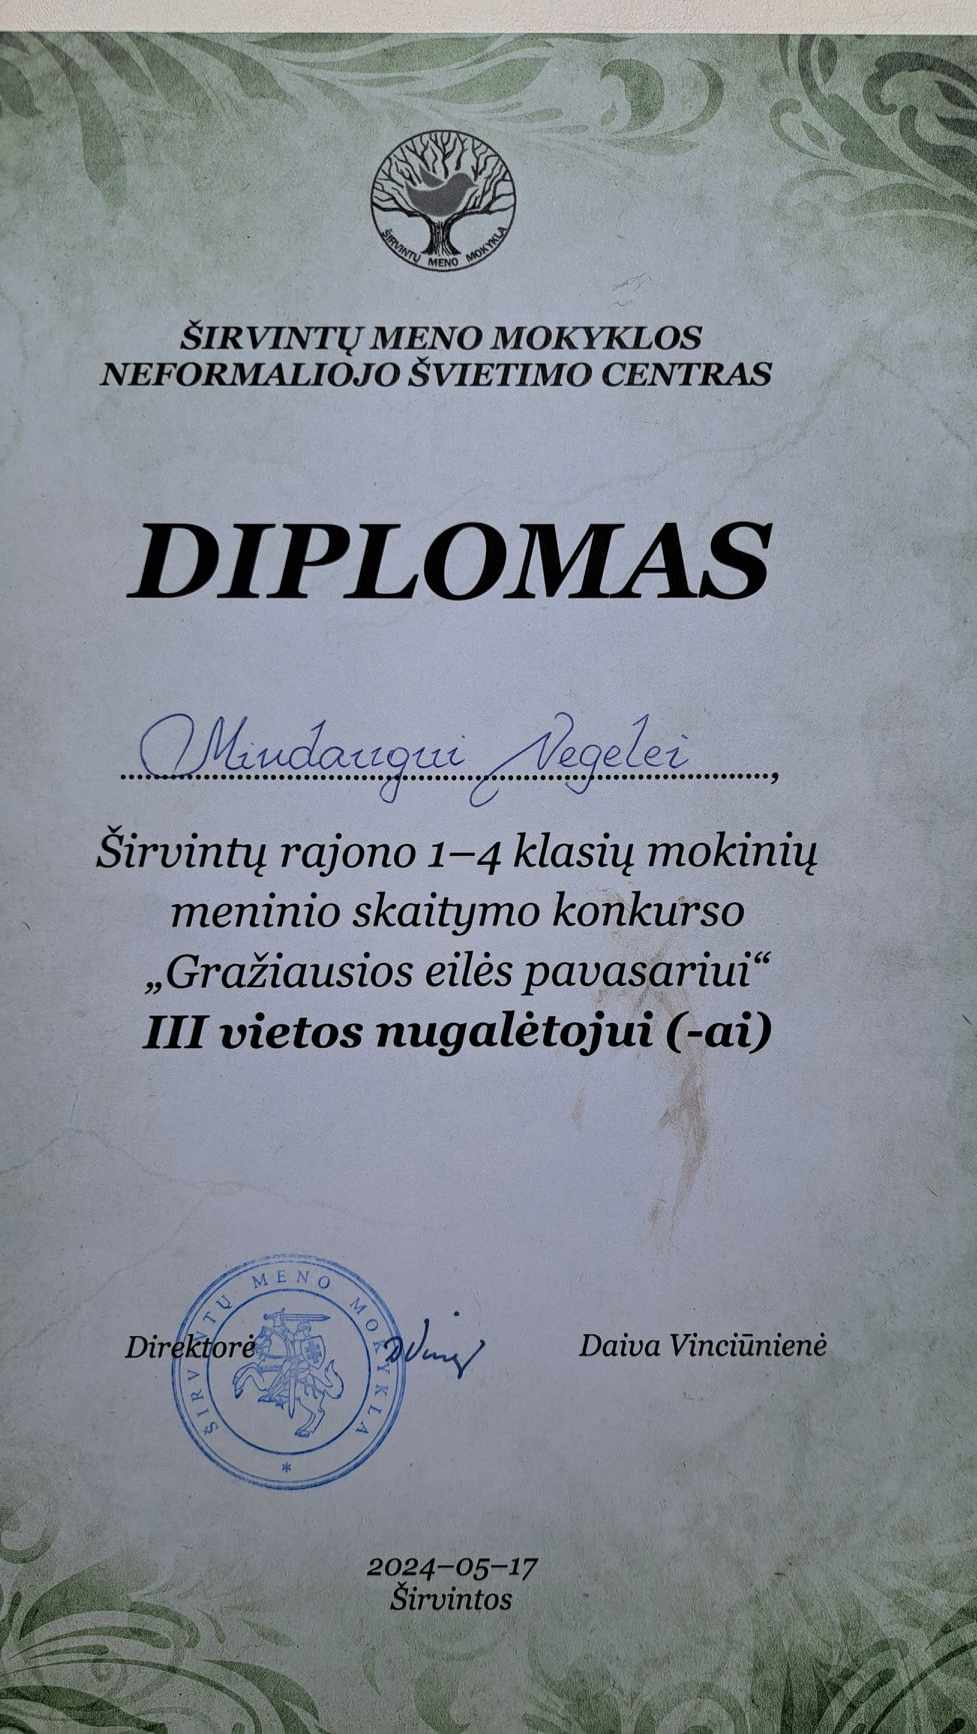 ŠIRVINTŲ MENO MOKYKLA
ŠIRVINTŲ MENO MOKYKLOS
NEFORMALIOJO ŠVIETIMO CENTRAS
DIPLOMAS
Mindaugui Vegelei,
Širvintų rajono 1–4 klasių mokinių
meninio skaitymo konkurso
„Gražiausios eilės pavasariui“
III vietos nugalėtojui (-ai)
ŠIRVINTŲ MENO MOKYKLA *
Direktorė Daiva Vinciūnienė
2024–05–17
Širvintos